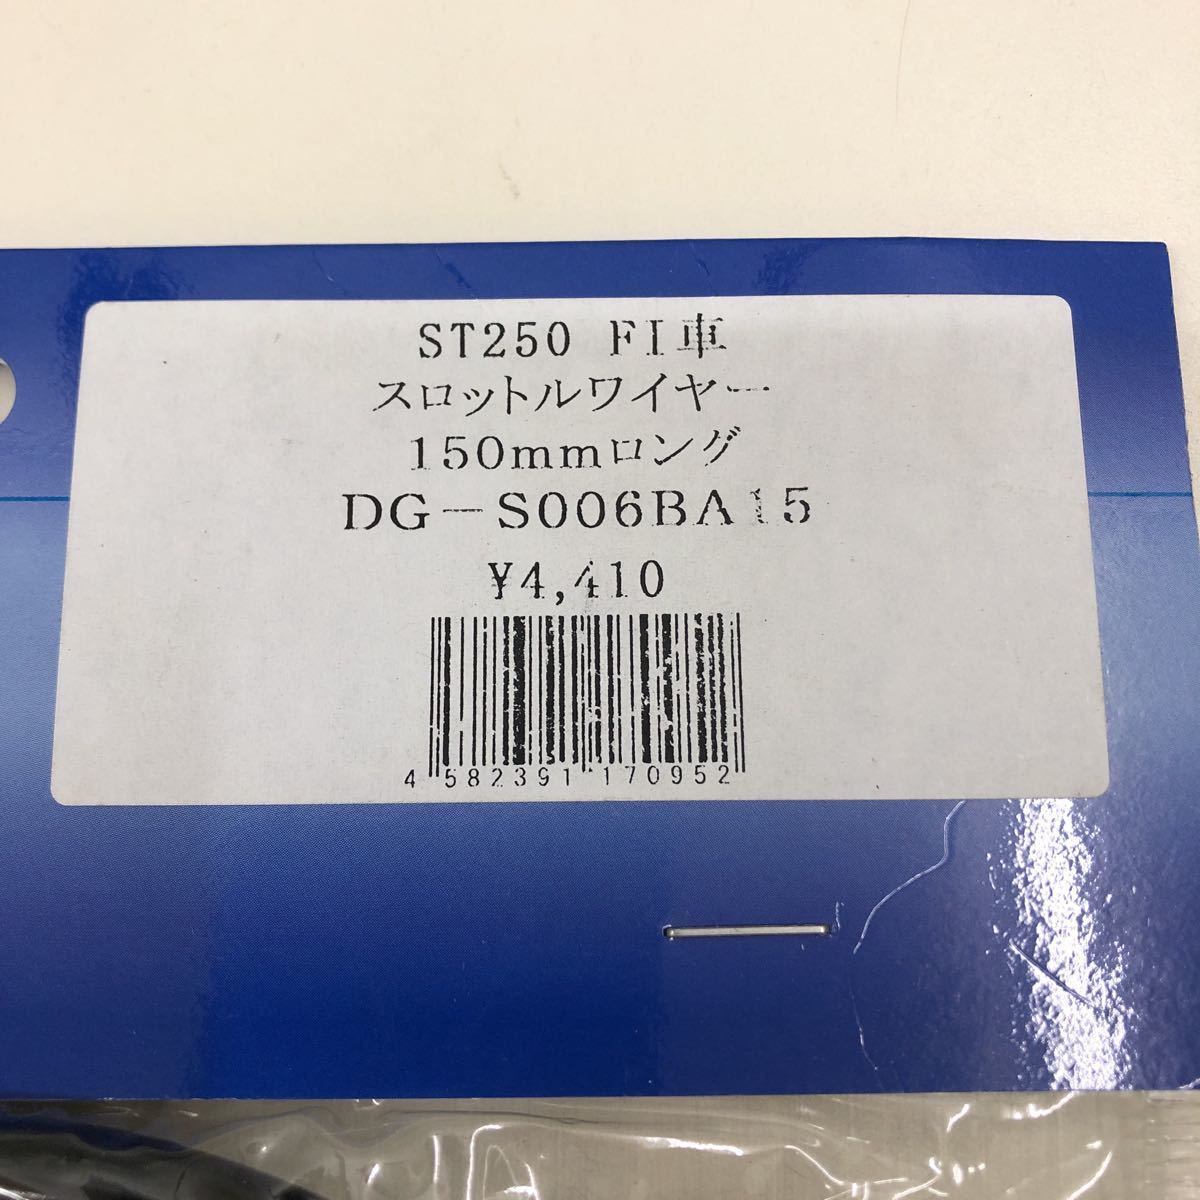 ST250 FI車
スロットルワイヤー
150mmロング
DG－S006BA15
¥4,410
4 582391 170952